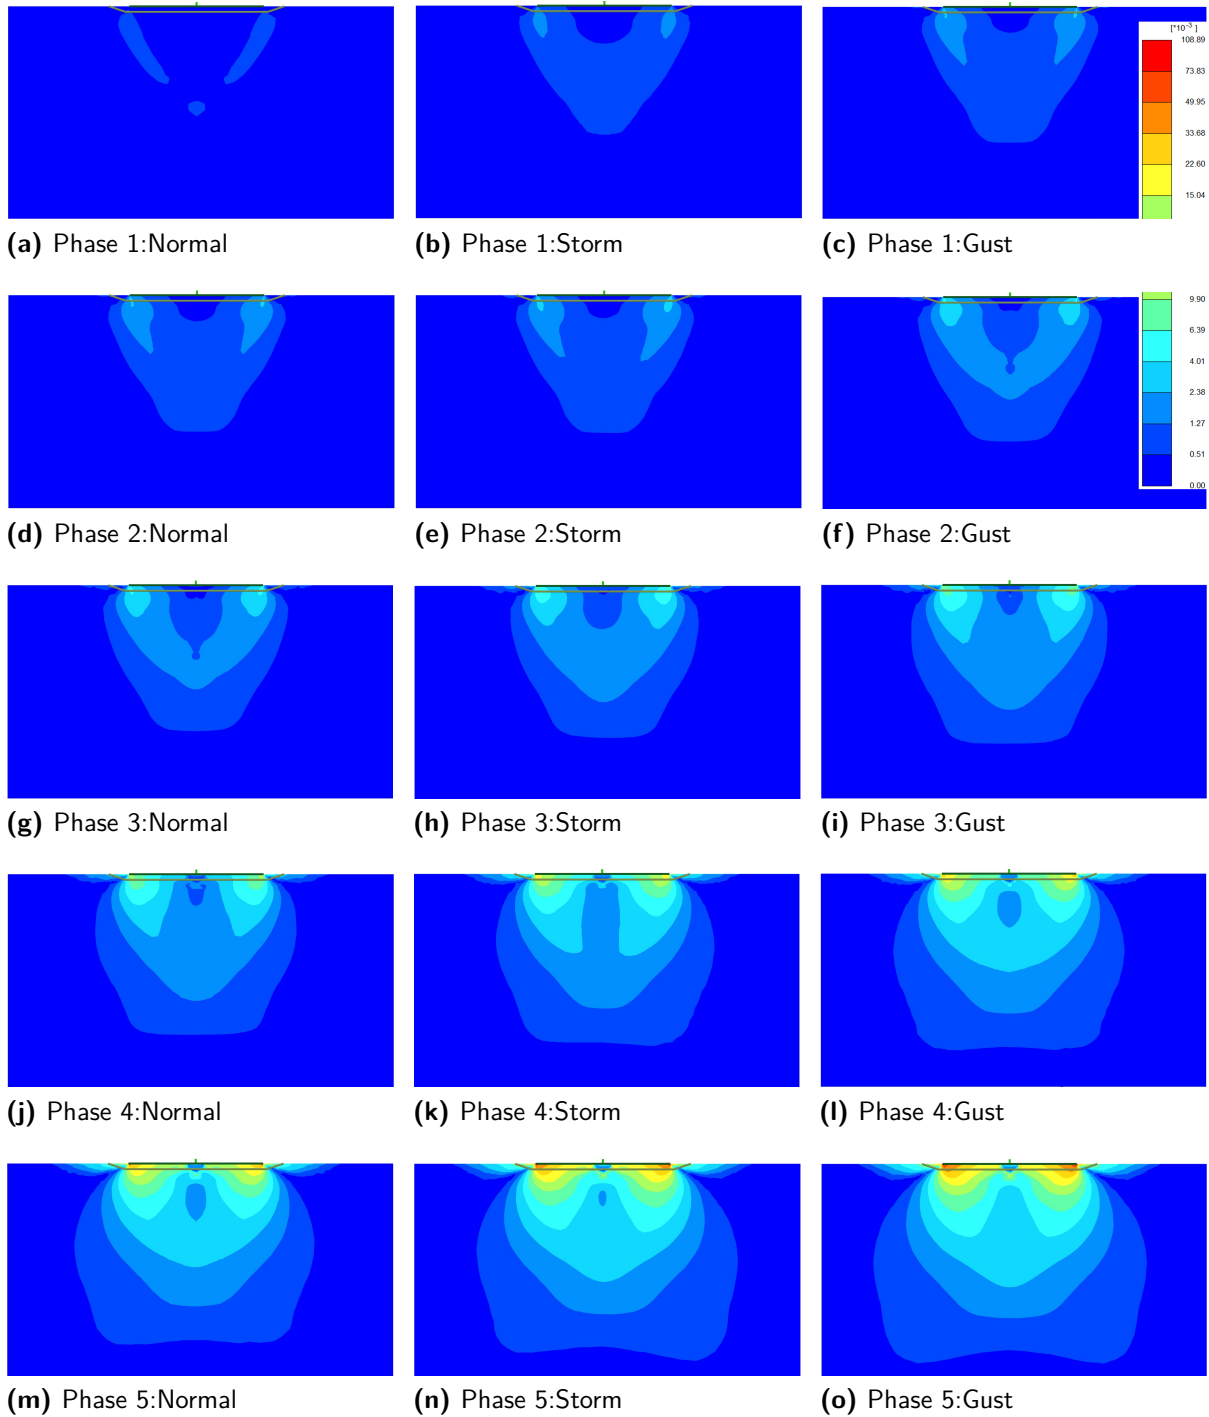 [*10⁻³ ]
108.89
73.83
49.95
33.68
22.60
15.04
(a) Phase 1:Normal
(b) Phase 1:Storm
(c) Phase 1:Gust
9.90
6.39
4.01
2.38
1.27
0.51
0.00
(d) Phase 2:Normal
(e) Phase 2:Storm
(f) Phase 2:Gust
(g) Phase 3:Normal
(h) Phase 3:Storm
(i) Phase 3:Gust
(j) Phase 4:Normal
(k) Phase 4:Storm
(l) Phase 4:Gust
(m) Phase 5:Normal
(n) Phase 5:Storm
(o) Phase 5:Gust